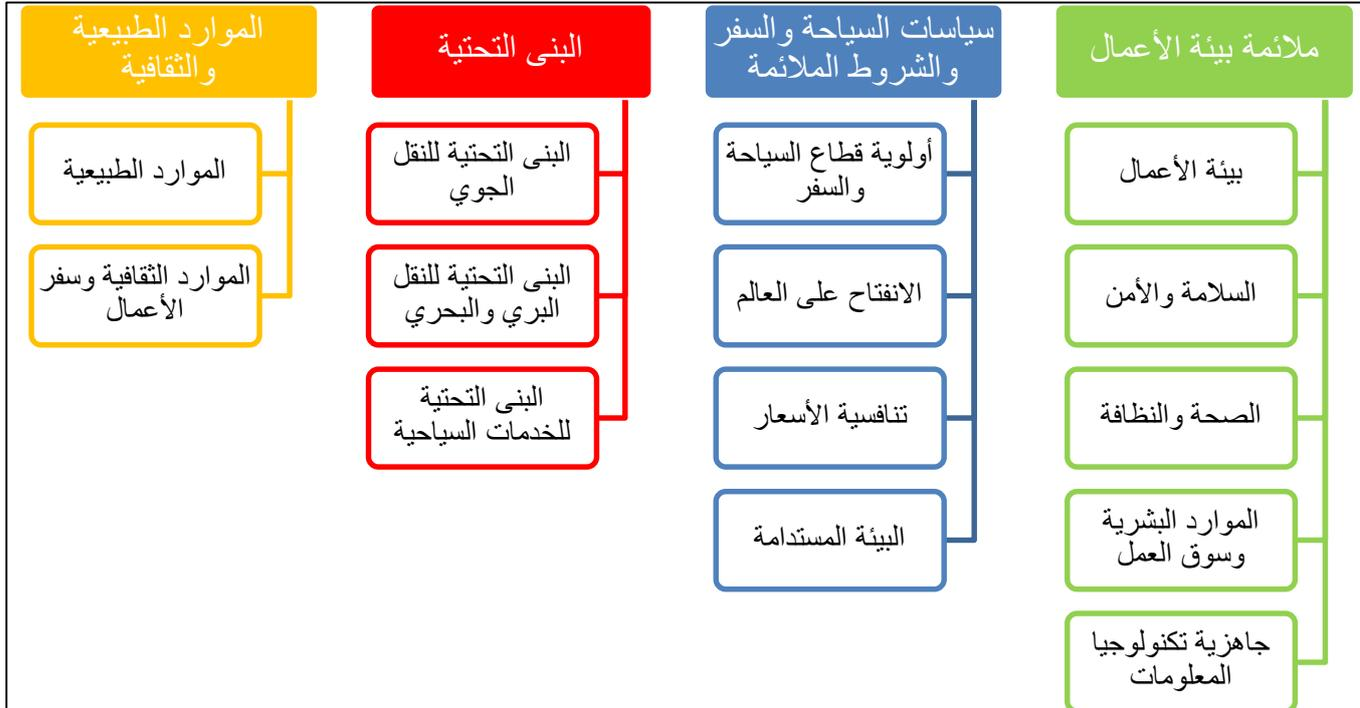 ملائمة بيئة الأعمال
بيئة الأعمال
السلامة والأمن
الصحة والنظافة
الموارد البشرية
وسوق العمل
جاهزية تكنولوجيا
المعلومات
سياسات السياحة والسفر
والشروط الملائمة
أولوية قطاع السياحة
والسفر
الانفتاح على العالم
تنافسية الأسعار
البيئة المستدامة
البنى التحتية
البنى التحتية للنقل
الجوي
البنى التحتية للنقل
البري والبحري
البنى التحتية
للخدمات السياحية
الموارد الطبيعية
والثقافية
الموارد الطبيعية
الموارد الثقافية وسفر
الأعمال